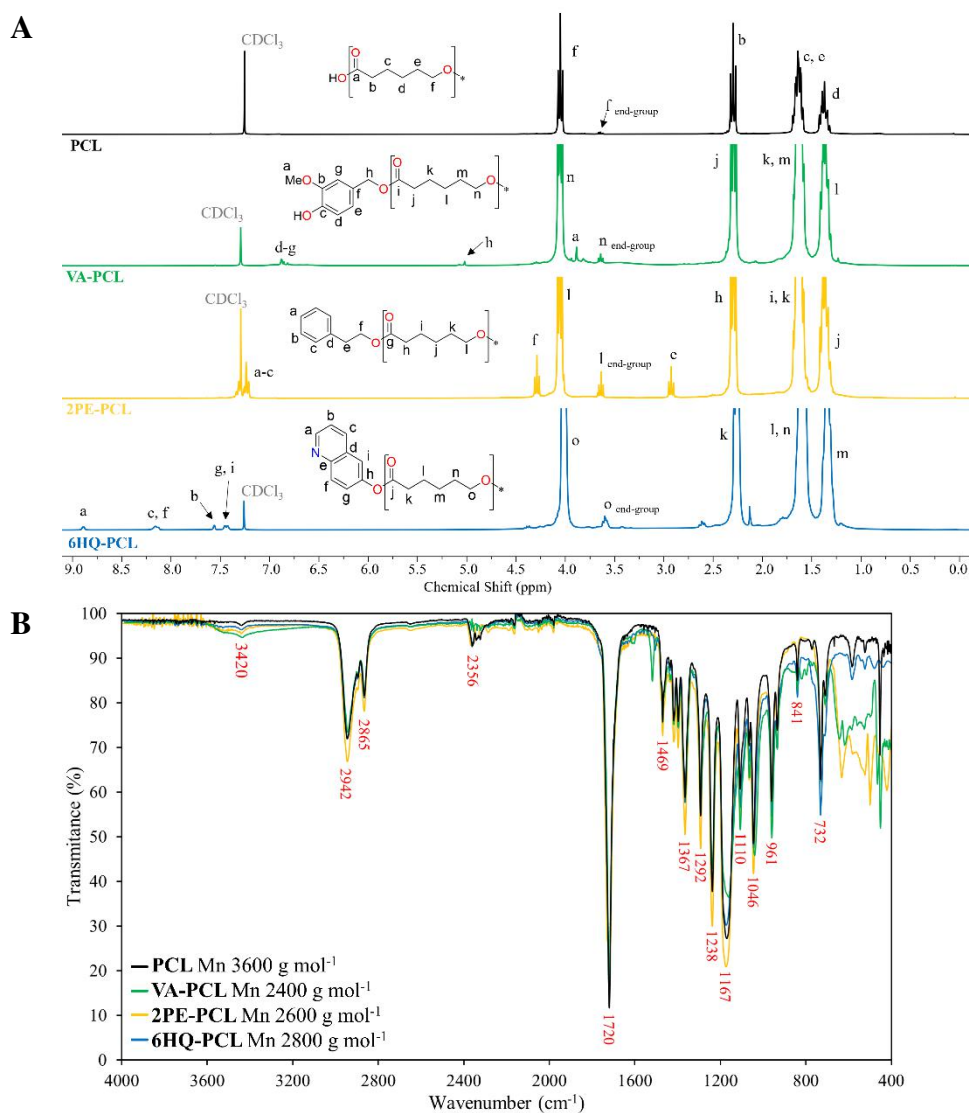 A
CDCl3
HO
O
O
*
a
b
c
d
e
f
f
f end-group
b
c, e
d
PCL
a
MeO
HO
b
g
h
f
c
d
e
O
O
i
j
k
l
m
n
O
*
CDCl3
d-g
h
n
a
n end-group
j
k, m
l
VA-PCL
CDCl3
a
b
c
d
e
f
O
O
g
h
i
j
k
l
O
*
a-c
f
l
l end-group
e
h
i, k
j
2PE-PCL
b
a
c
N
d
e
i
h
f
g
O
O
j
k
l
m
n
o
O
*
a
c, f
b
g, i
CDCl3
o
o end-group
k
l, n
m
6HQ-PCL
9.0 8.5 8.0 7.5 7.0 6.5 6.0 5.5 5.0 4.5 4.0 3.5 3.0 2.5 2.0 1.5 1.0 0.5 0.0
Chemical Shift (ppm)
B
Transmitance (%)
100
90
80
70
60
50
40
30
20
10
0
3420
2942
2865
2356
1720
1469
1367
1292
1238
1167
1110
1046
961
841
732
PCL Mn 3600 g mol-1
VA-PCL Mn 2400 g mol-1
2PE-PCL Mn 2600 g mol-1
6HQ-PCL Mn 2800 g mol-1
4000 3600 3200 2800 2400 2000 1600 1200 800 400
Wavenumber (cm-1)